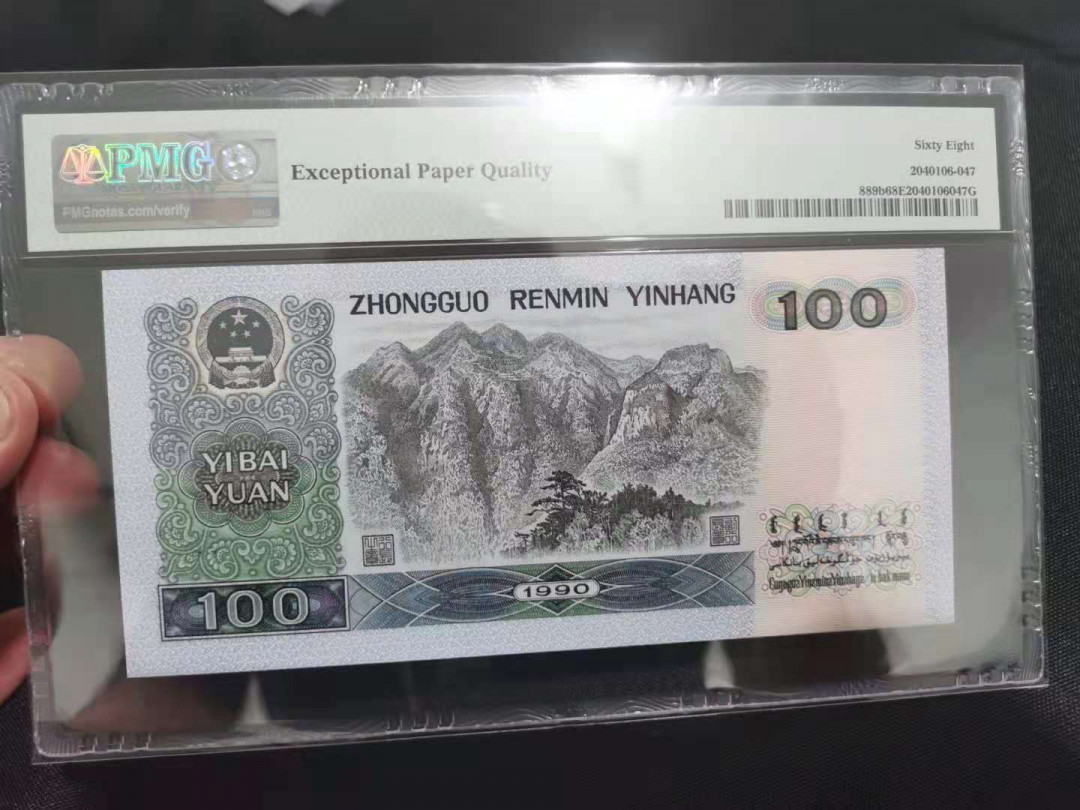 PMG
PMGnotes.com/verify
Exceptional Paper Quality
Sixty Eight
2040106-047
889b68E2040106047G
ZHONGGUO RENMIN YINHANG
100
YIBAI
YUAN
100
1990